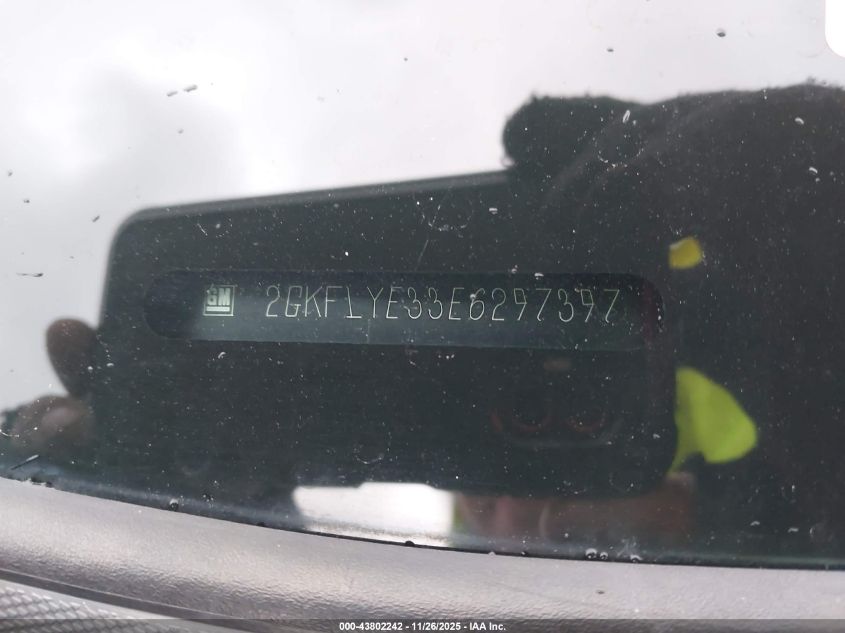 GM 2GKFLYE33E6297397
000-43802242 - 11/26/2025 - IAA Inc.